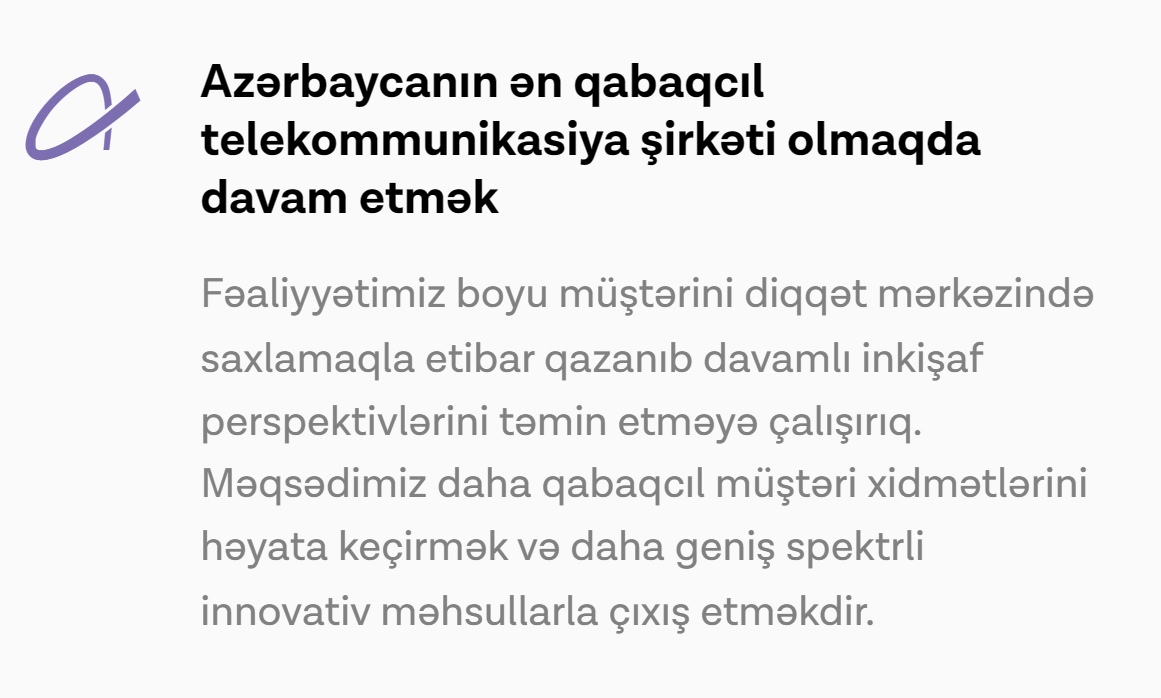 Azərbaycanın ən qabaqcıl
telekommunikasiya şirkəti olmaqda
davam etmək
Fəaliyyətimiz boyu müştərini diqqət mərkəzində
saxlamaqla etibar qazanıb davamlı inkişaf
perspektivlərini təmin etməyə çalışırıq.
Məqsədimiz daha qabaqcıl müştəri xidmətlərini
həyata keçirmək və daha geniş spektrli
innovativ məhsullarla çıxış etməkdir.